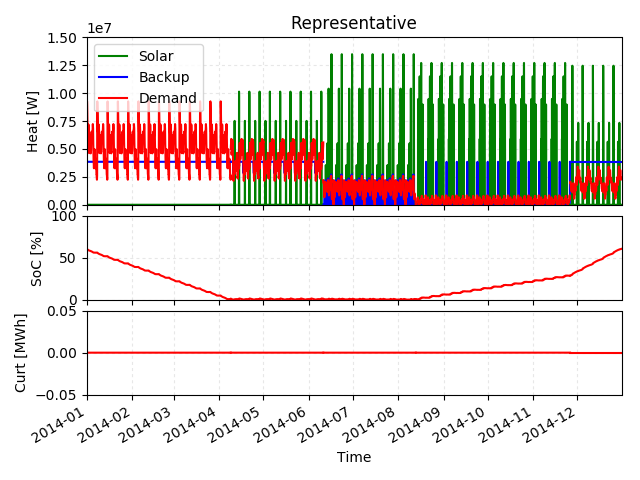 Representative
1e7
1.50
1.25
1.00
0.75
0.50
0.25
0.00
Heat [W]
Solar
Backup
Demand
100
50
0
SoC [%]
0.05
0.00
−0.05
Curt [MWh]
2014-01
2014-02
2014-03
2014-04
2014-05
2014-06
2014-07
2014-08
2014-09
2014-10
2014-11
2014-12
Time